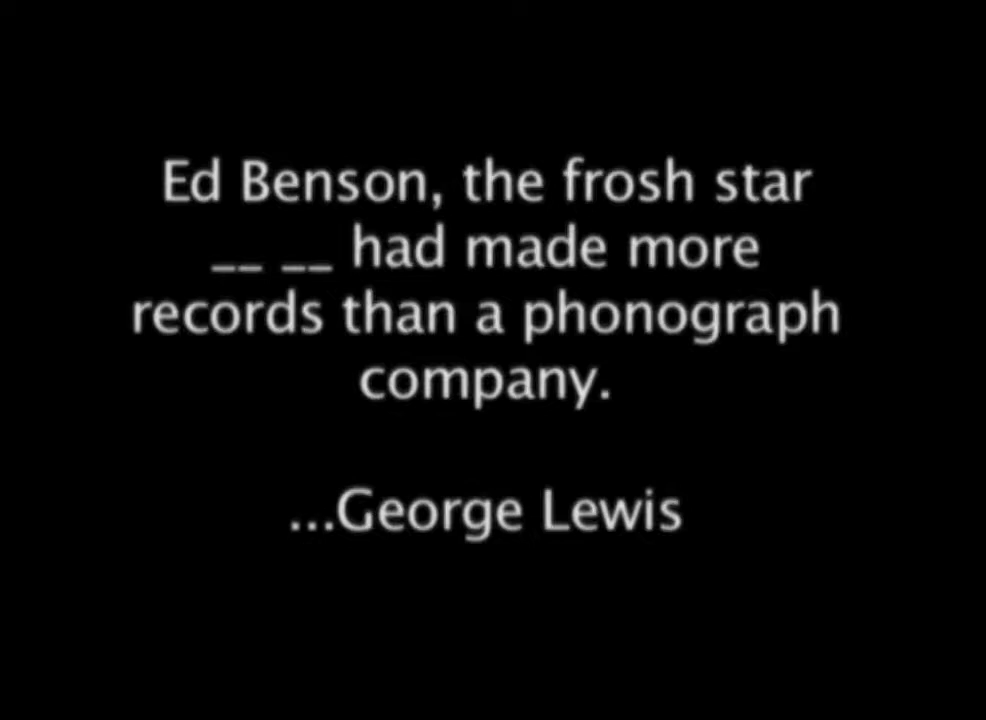 Ed Benson, the frosh star
__ __ had made more
records than a phonograph
company.
...George Lewis